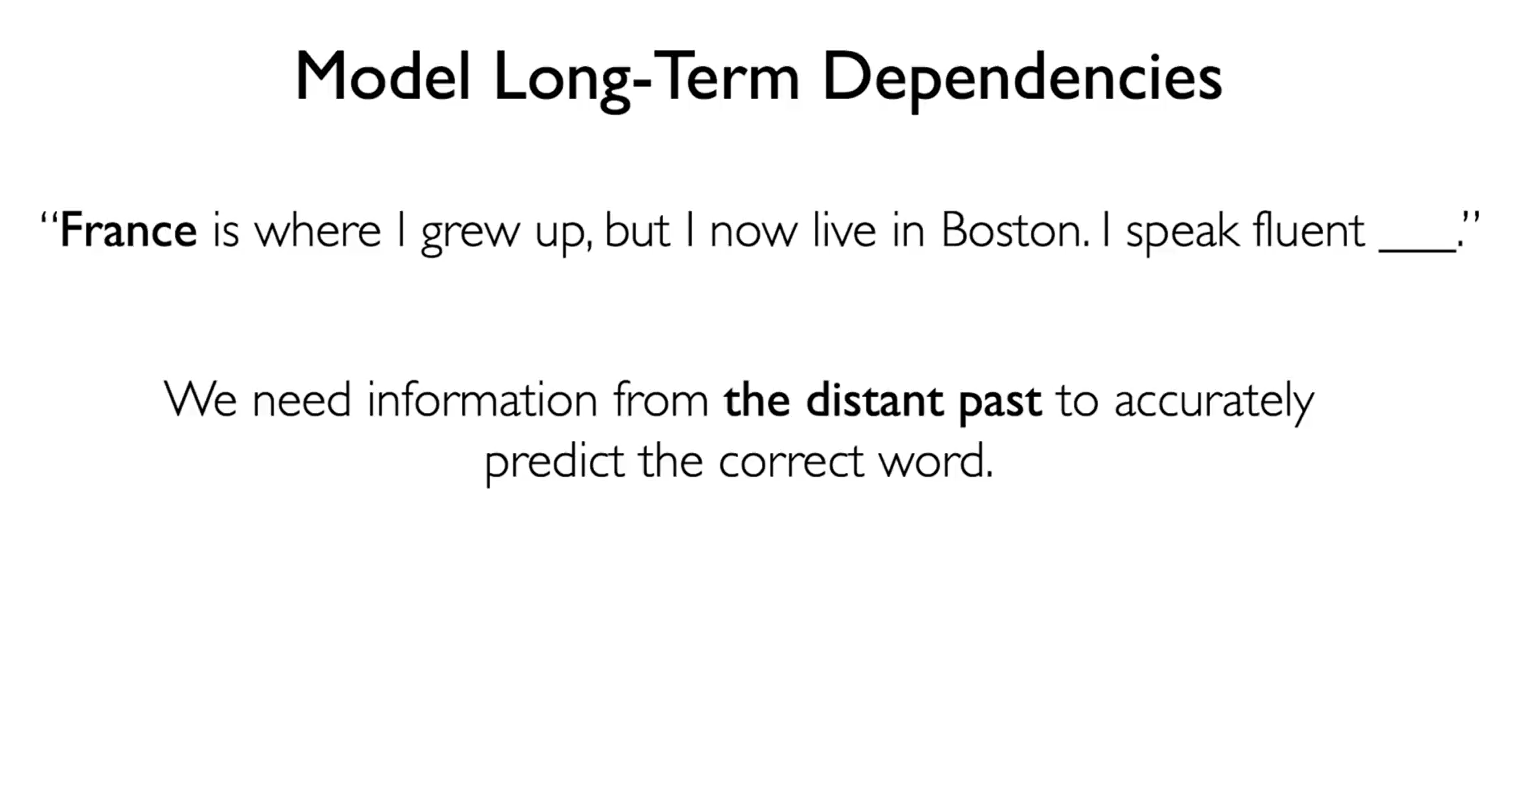 Model Long-Term Dependencies
“France is where I grew up, but I now live in Boston. I speak fluent ___.”
We need information from the distant past to accurately
predict the correct word.